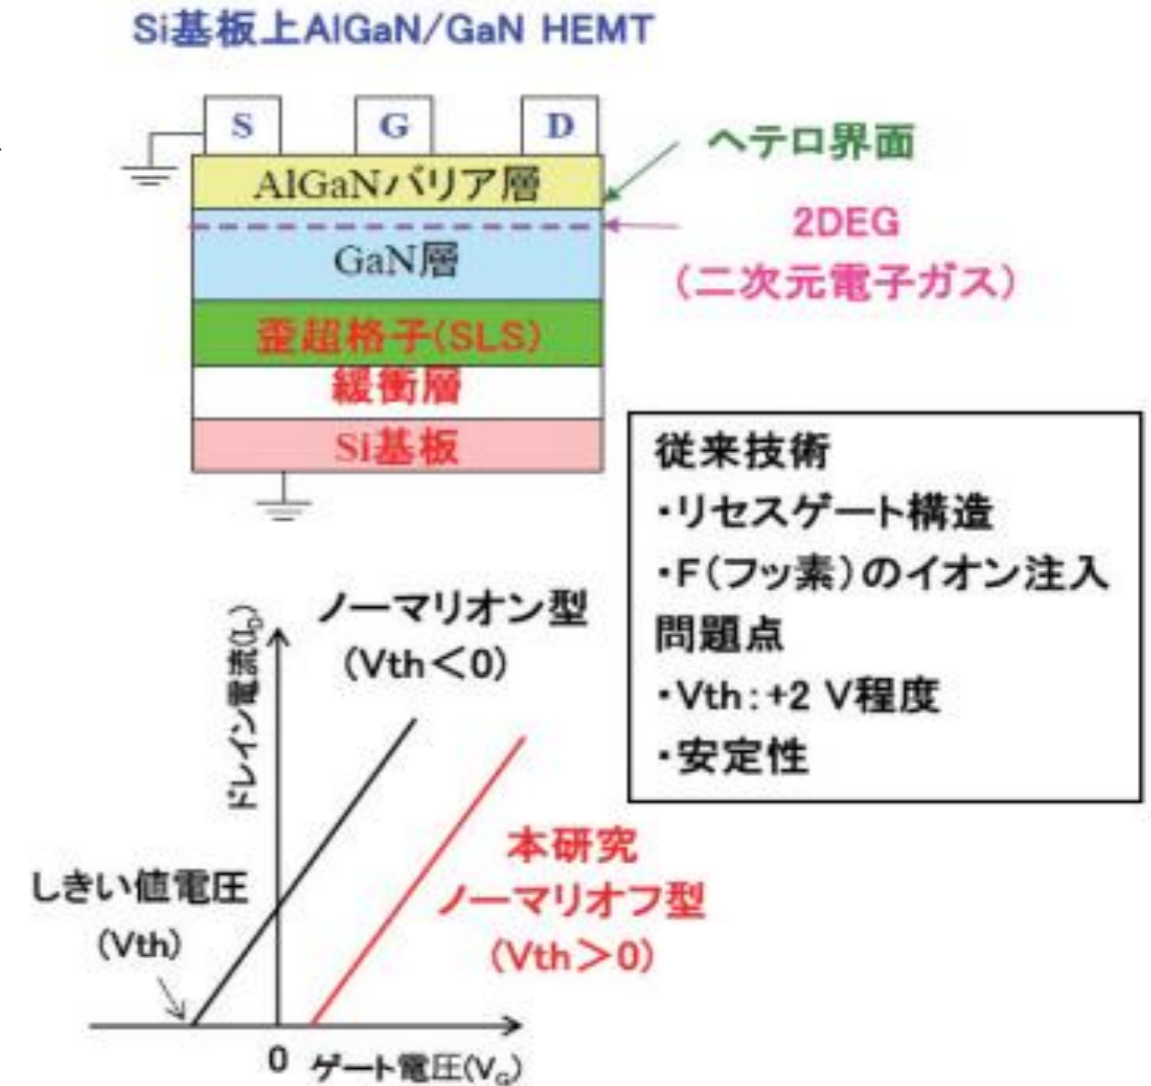 Si基板上AlGaN/GaN HEMT
S
G
D
AlGaNバリア層
GaN層
歪超格子(SLS)
緩衝層
Si基板
ヘテロ界面
2DEG
(二次元電子ガス)
従来技術
・リセスゲート構造
・F(フッ素)のイオン注入
問題点
・Vth:+2 V程度
・安定性
ドレイン電流(ID)
ノーマリオン型
(Vth<0)
しきい値電圧
(Vth)
本研究
ノーマリオフ型
(Vth>0)
0
ゲート電圧(VG)